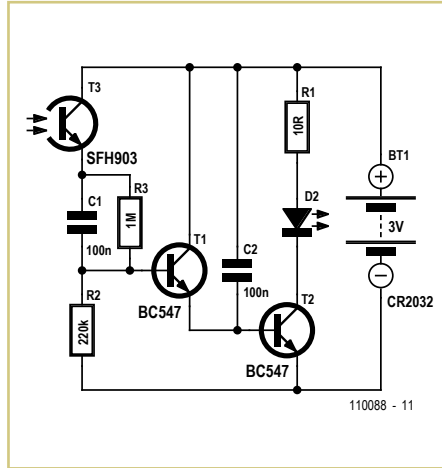 T3
SFH903
R1
10R
BT1
+
R3
1M
C1
100n
D2
3V
T1
C2
100n
T2
−
CR2032
R2
220k
BC547
BC547
110088 - 11